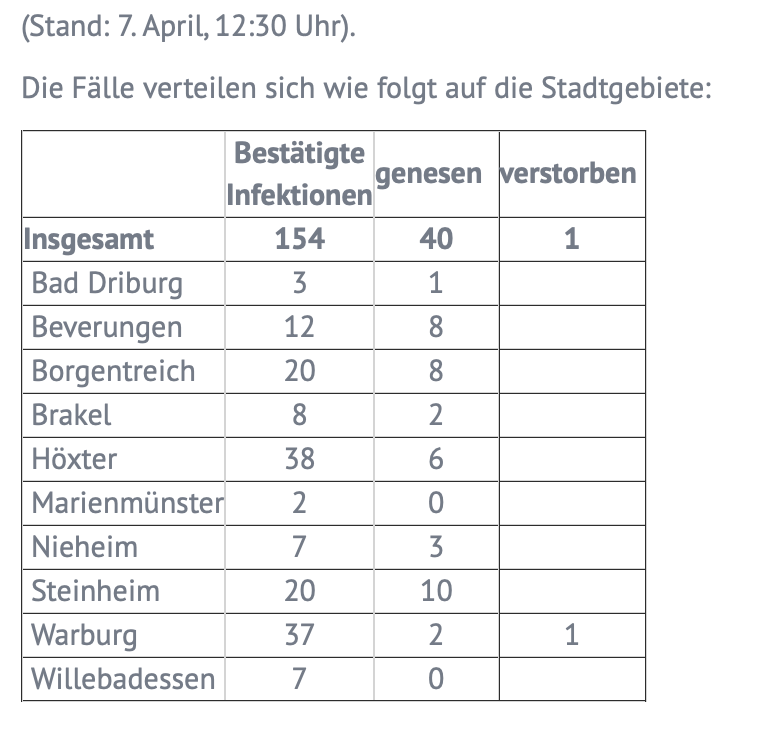 (Stand: 7. April, 12:30 Uhr).
Die Fälle verteilen sich wie folgt auf die Stadtgebiete:
Bestätigte Infektionen genesen verstorben
Insgesamt 154 40 1
Bad Driburg 3 1
Beverungen 12 8
Borgentreich 20 8
Brakel 8 2
Höxter 38 6
Marienmünster 2 0
Nieheim 7 3
Steinheim 20 10
Warburg 37 2 1
Willebadessen 7 0